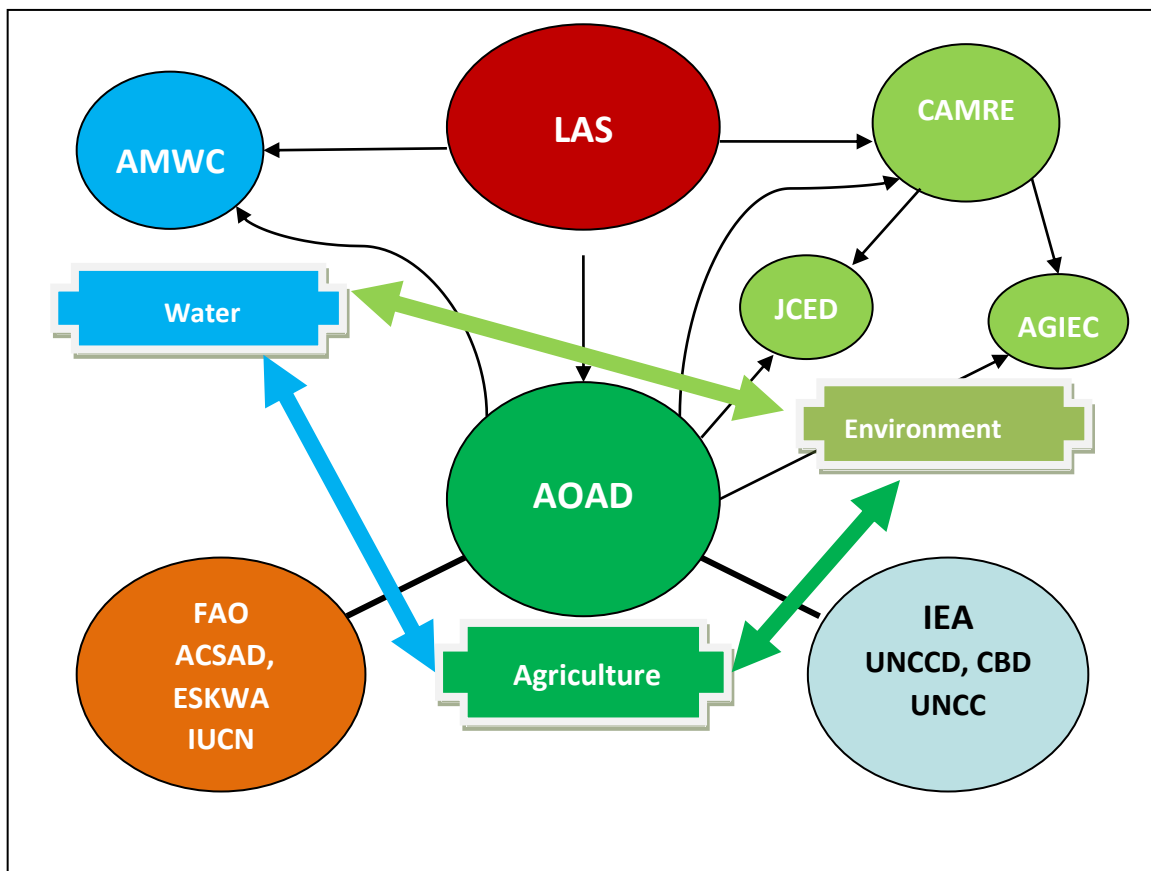 LAS
CAMRE
AMWC
JCED
AGIEC
Water
Environment
AOAD
FAO
ACSAD,
ESKWA
IUCN
Agriculture
IEA
UNCCD, CBD
UNCC